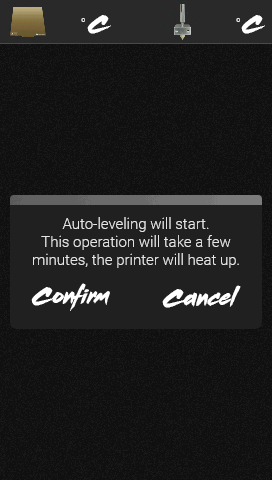 °C °C
Auto-leveling will start.
This operation will take a few
minutes, the printer will heat up.
Confirm Cancel